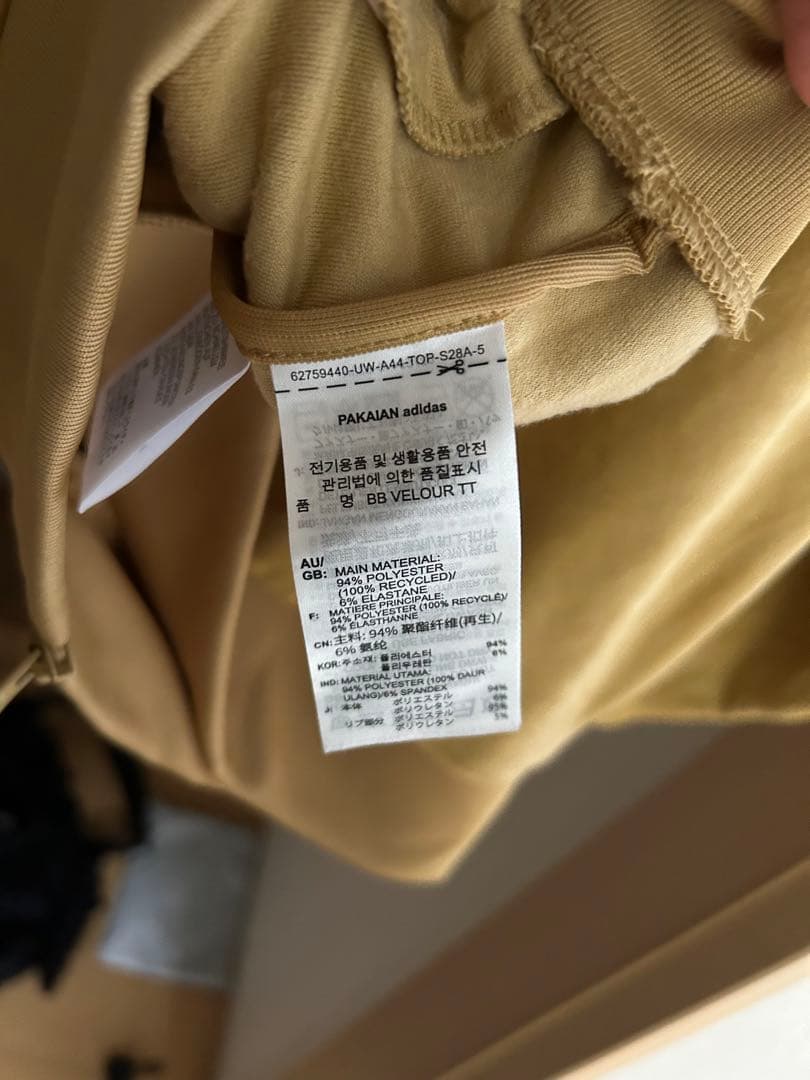 62759440-UW-A44-TOP-S28A-5
PAKAIAN adidas
전기용품 및 생활용품 안전
관리법에 의한 품질표시
품 명 BB VELOUR TT
AU/
GB: MAIN MATERIAL:
94% POLYESTER
(100% RECYCLED)/
6% ELASTANE
F: MATIÈRE PRINCIPALE:
94% POLYESTER (100% RECYCLÉ)/
6% ÉLASTHANNE
CN: 主料: 94% 聚酯纤维(再生)/
6% 氨纶
KOR: 주소재: 폴리에스터 94%
폴리우레탄 6%
IND: MATERIAL UTAMA:
94% POLYESTER (100% DAUR
ULANG)/6% SPANDEX
J: 本体 ポリエステル 94%
ポリウレタン 6%
リブ部分 ポリエステル 95%
ポリウレタン 5%